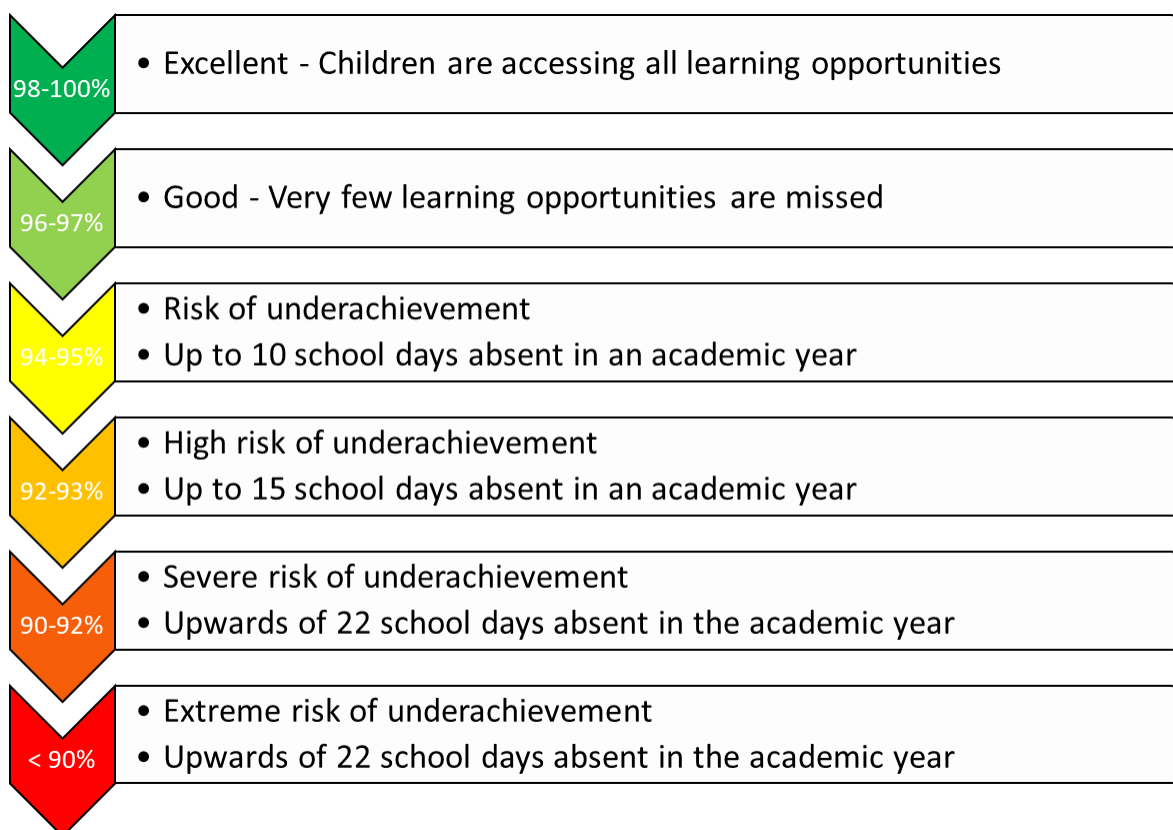 98-100%
• Excellent - Children are accessing all learning opportunities
96-97%
• Good - Very few learning opportunities are missed
94-95%
• Risk of underachievement
• Up to 10 school days absent in an academic year
92-93%
• High risk of underachievement
• Up to 15 school days absent in an academic year
90-92%
• Severe risk of underachievement
• Upwards of 22 school days absent in the academic year
< 90%
• Extreme risk of underachievement
• Upwards of 22 school days absent in the academic year